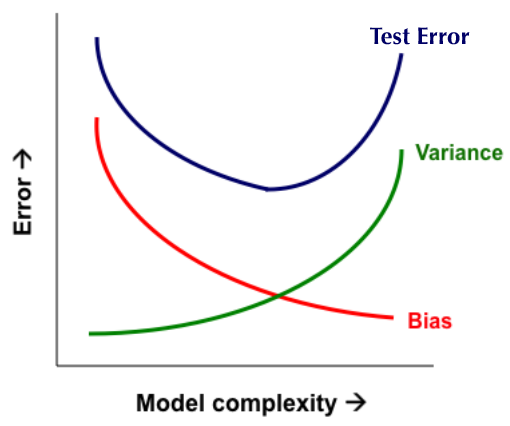 Test Error
Variance
Error →
Bias
Model complexity →